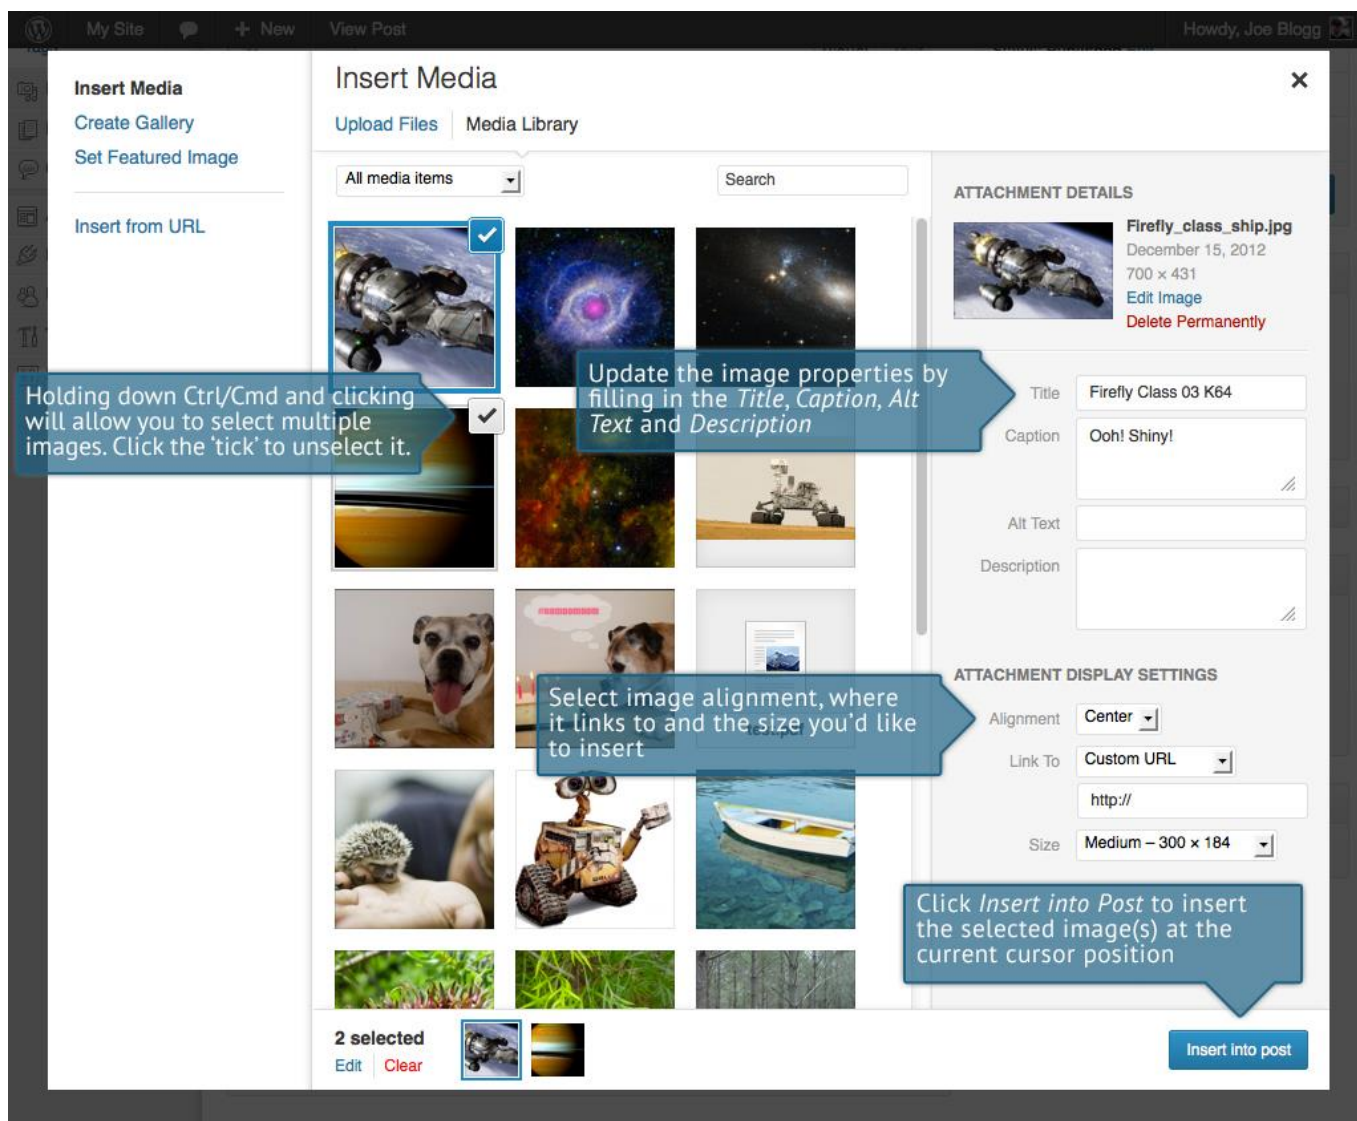 My Site
+ New
View Post
Howdy, Joe Blogg
Insert Media
Create Gallery
Set Featured Image
Insert from URL
Insert Media
Upload Files
Media Library
All media items
Search
Holding down Ctrl/Cmd and clicking
will allow you to select multiple
images. Click the ‘tick’ to unselect it.
Update the image properties by
filling in the Title, Caption, Alt
Text and Description
Select image alignment, where
it links to and the size you’d like
to insert
test.pdf
ATTACHMENT DETAILS
Firefly_class_ship.jpg
December 15, 2012
700 × 431
Edit Image
Delete Permanently
Title
Firefly Class 03 K64
Caption
Ooh! Shiny!
Alt Text
Description
ATTACHMENT DISPLAY SETTINGS
Alignment
Center
Link To
Custom URL
http://
Size
Medium – 300 × 184
Click Insert into Post to insert
the selected image(s) at the
current cursor position
2 selected
Edit
Clear
Insert into post